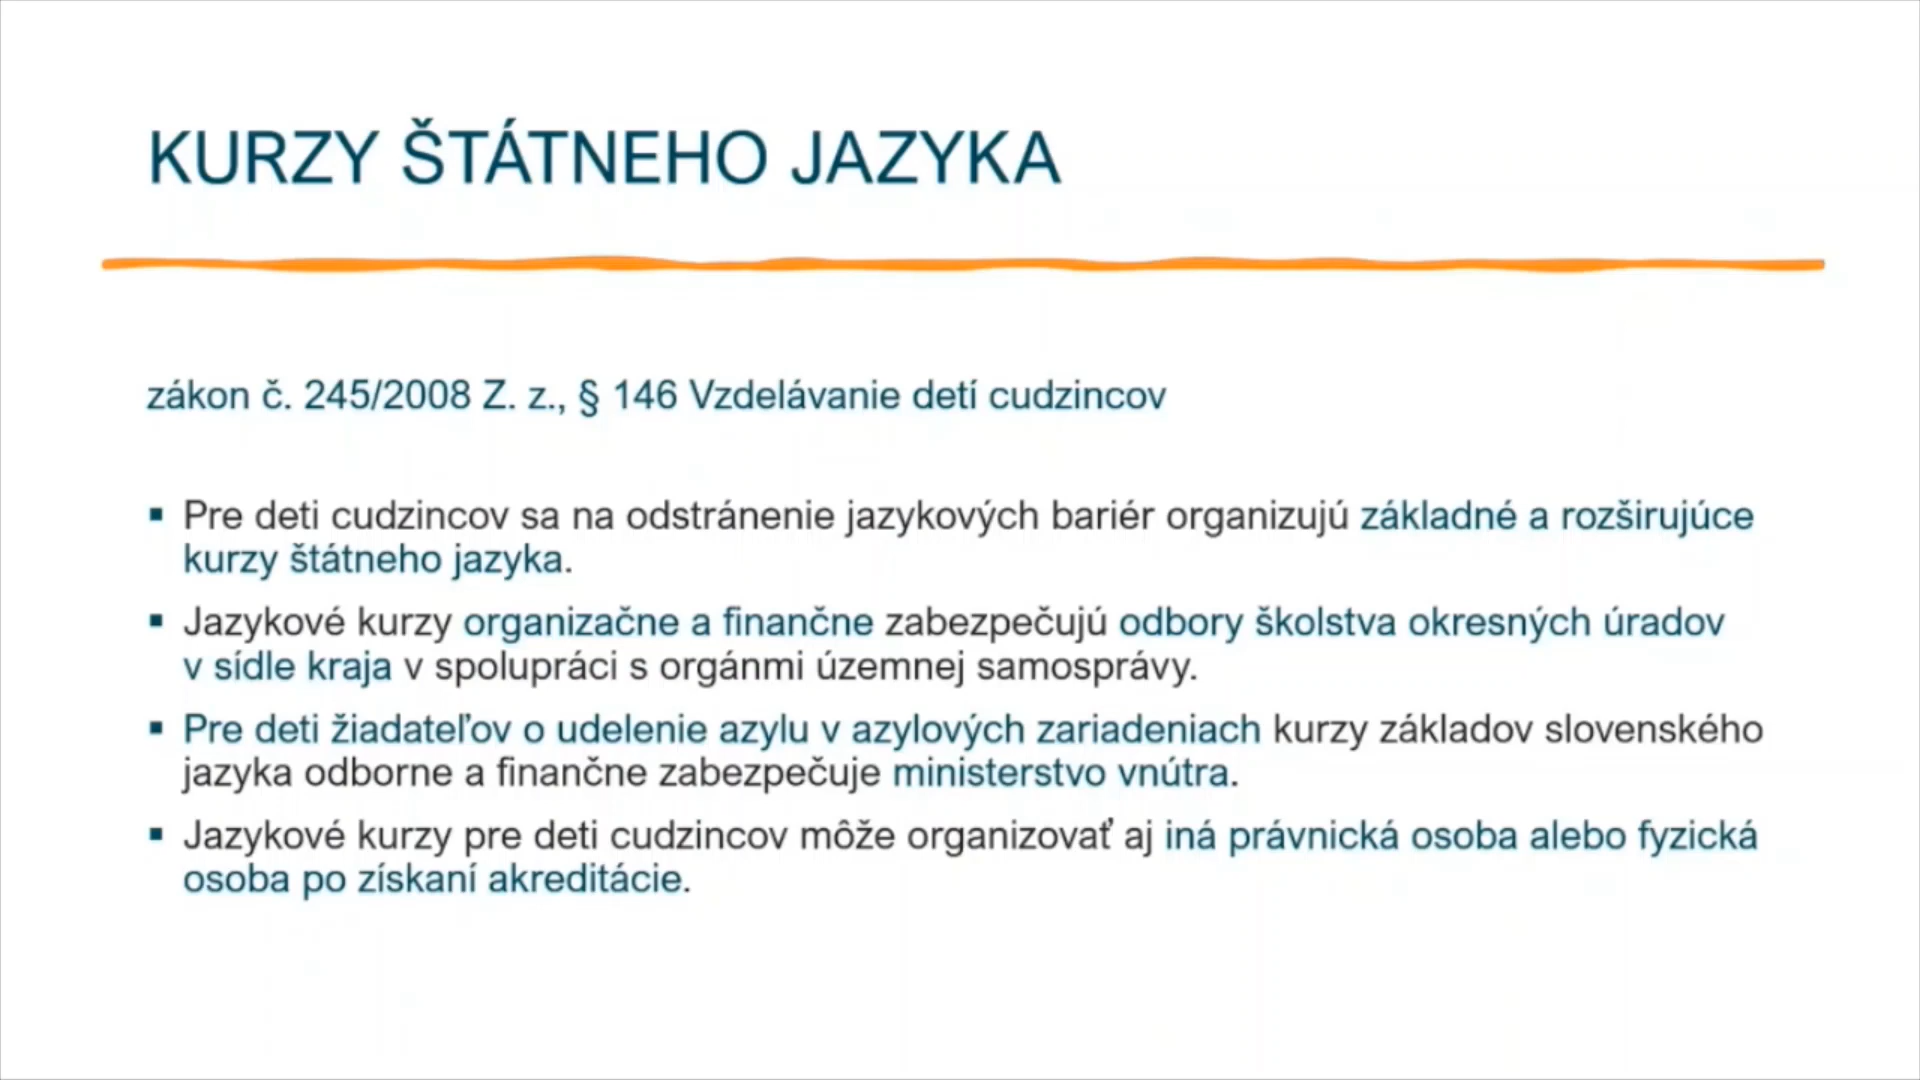 KURZY ŠTÁTNEHO JAZYKA
zákon č. 245/2008 Z. z., § 146 Vzdelávanie detí cudzincov
▪ Pre deti cudzincov sa na odstránenie jazykových bariér organizujú základné a rozširujúce
kurzy štátneho jazyka.
▪ Jazykové kurzy organizačne a finančne zabezpečujú odbory školstva okresných úradov
v sídle kraja v spolupráci s orgánmi územnej samosprávy.
▪ Pre deti žiadateľov o udelenie azylu v azylových zariadeniach kurzy základov slovenského
jazyka odborne a finančne zabezpečuje ministerstvo vnútra.
▪ Jazykové kurzy pre deti cudzincov môže organizovať aj iná právnická osoba alebo fyzická
osoba po získaní akreditácie.